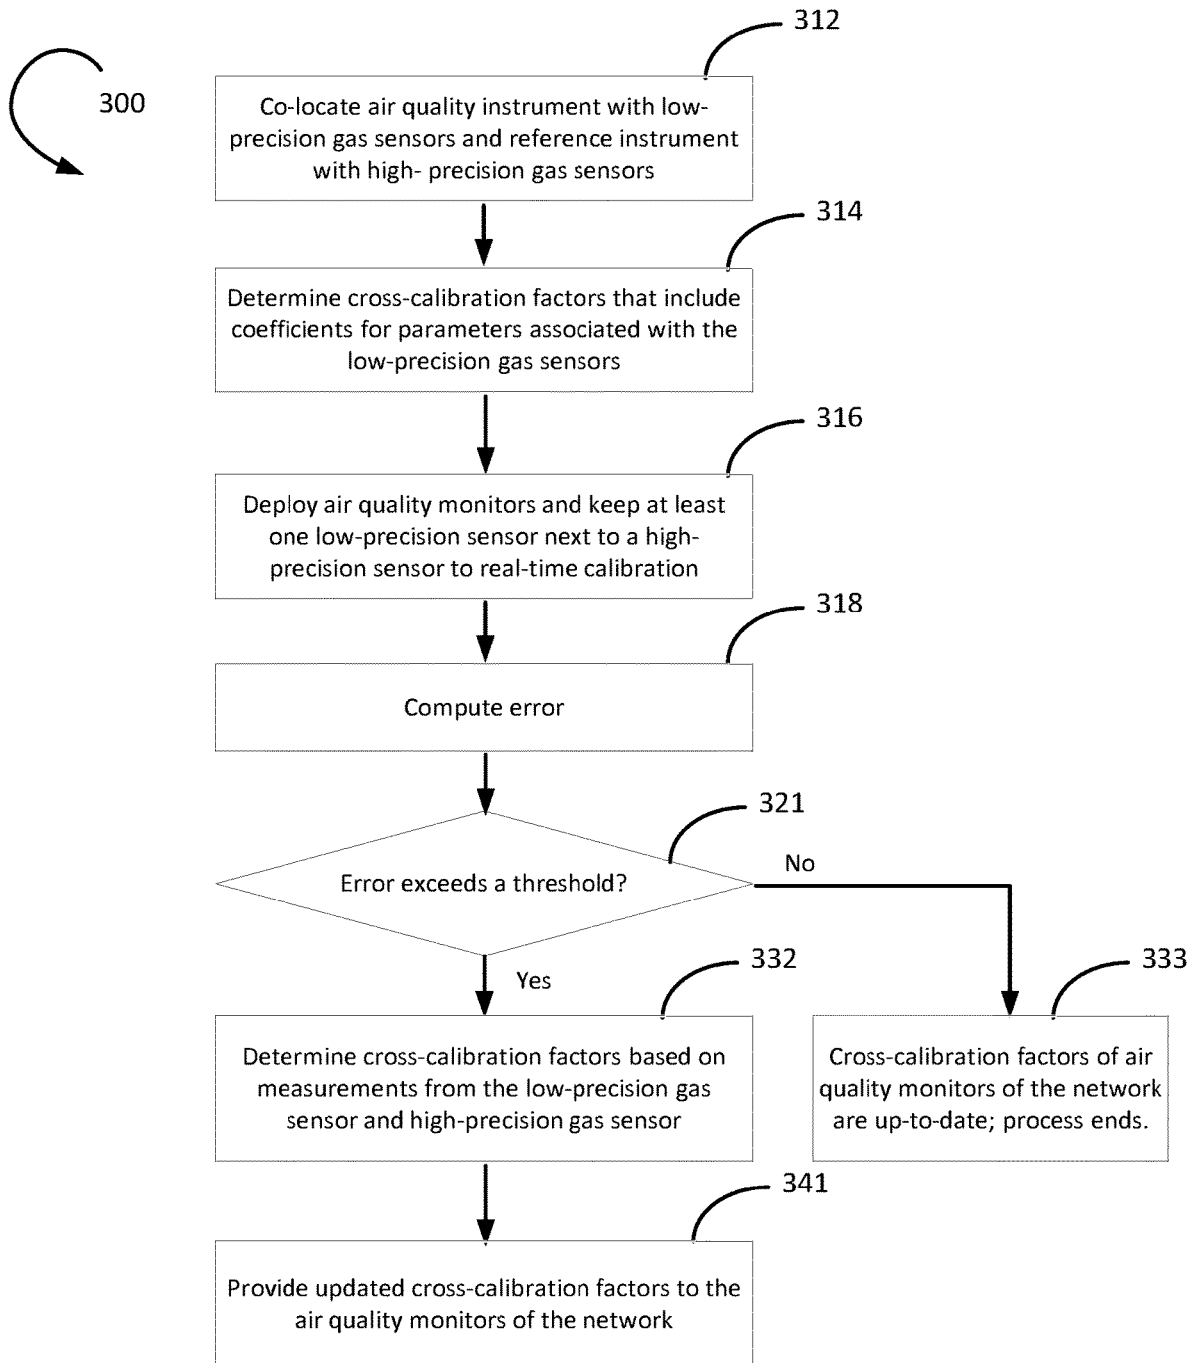 312
300
Co-locate air quality instrument with low-
precision gas sensors and reference instrument
with high- precision gas sensors
314
Determine cross-calibration factors that include
coefficients for parameters associated with the
low-precision gas sensors
316
Deploy air quality monitors and keep at least
one low-precision sensor next to a high-
precision sensor to real-time calibration
318
Compute error
321
Error exceeds a threshold?
No
Yes
332
333
Determine cross-calibration factors based on
measurements from the low-precision gas
sensor and high-precision gas sensor
Cross-calibration factors of air
quality monitors of the network
are up-to-date; process ends.
341
Provide updated cross-calibration factors to the
air quality monitors of the network